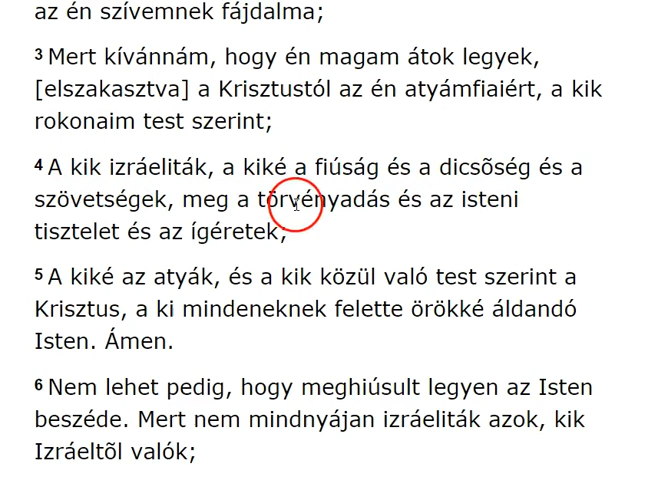 az én szívemnek fájdalma;
3 Mert kívánnám, hogy én magam átok legyek,
[elszakasztva] a Krisztustól az én atyámfiaiért, a kik
rokonaim test szerint;
4 A kik izráeliták, a kiké a fiúság és a dicsõség és a
szövetségek, meg a törvényadás és az isteni
tisztelet és az ígéretek;
5 A kiké az atyák, és a kik közül való test szerint a
Krisztus, a ki mindeneknek felette örökké áldandó
Isten. Ámen.
6 Nem lehet pedig, hogy meghiúsult legyen az Isten
beszéde. Mert nem mindnyájan izráeliták azok, kik
Izráeltõl valók;